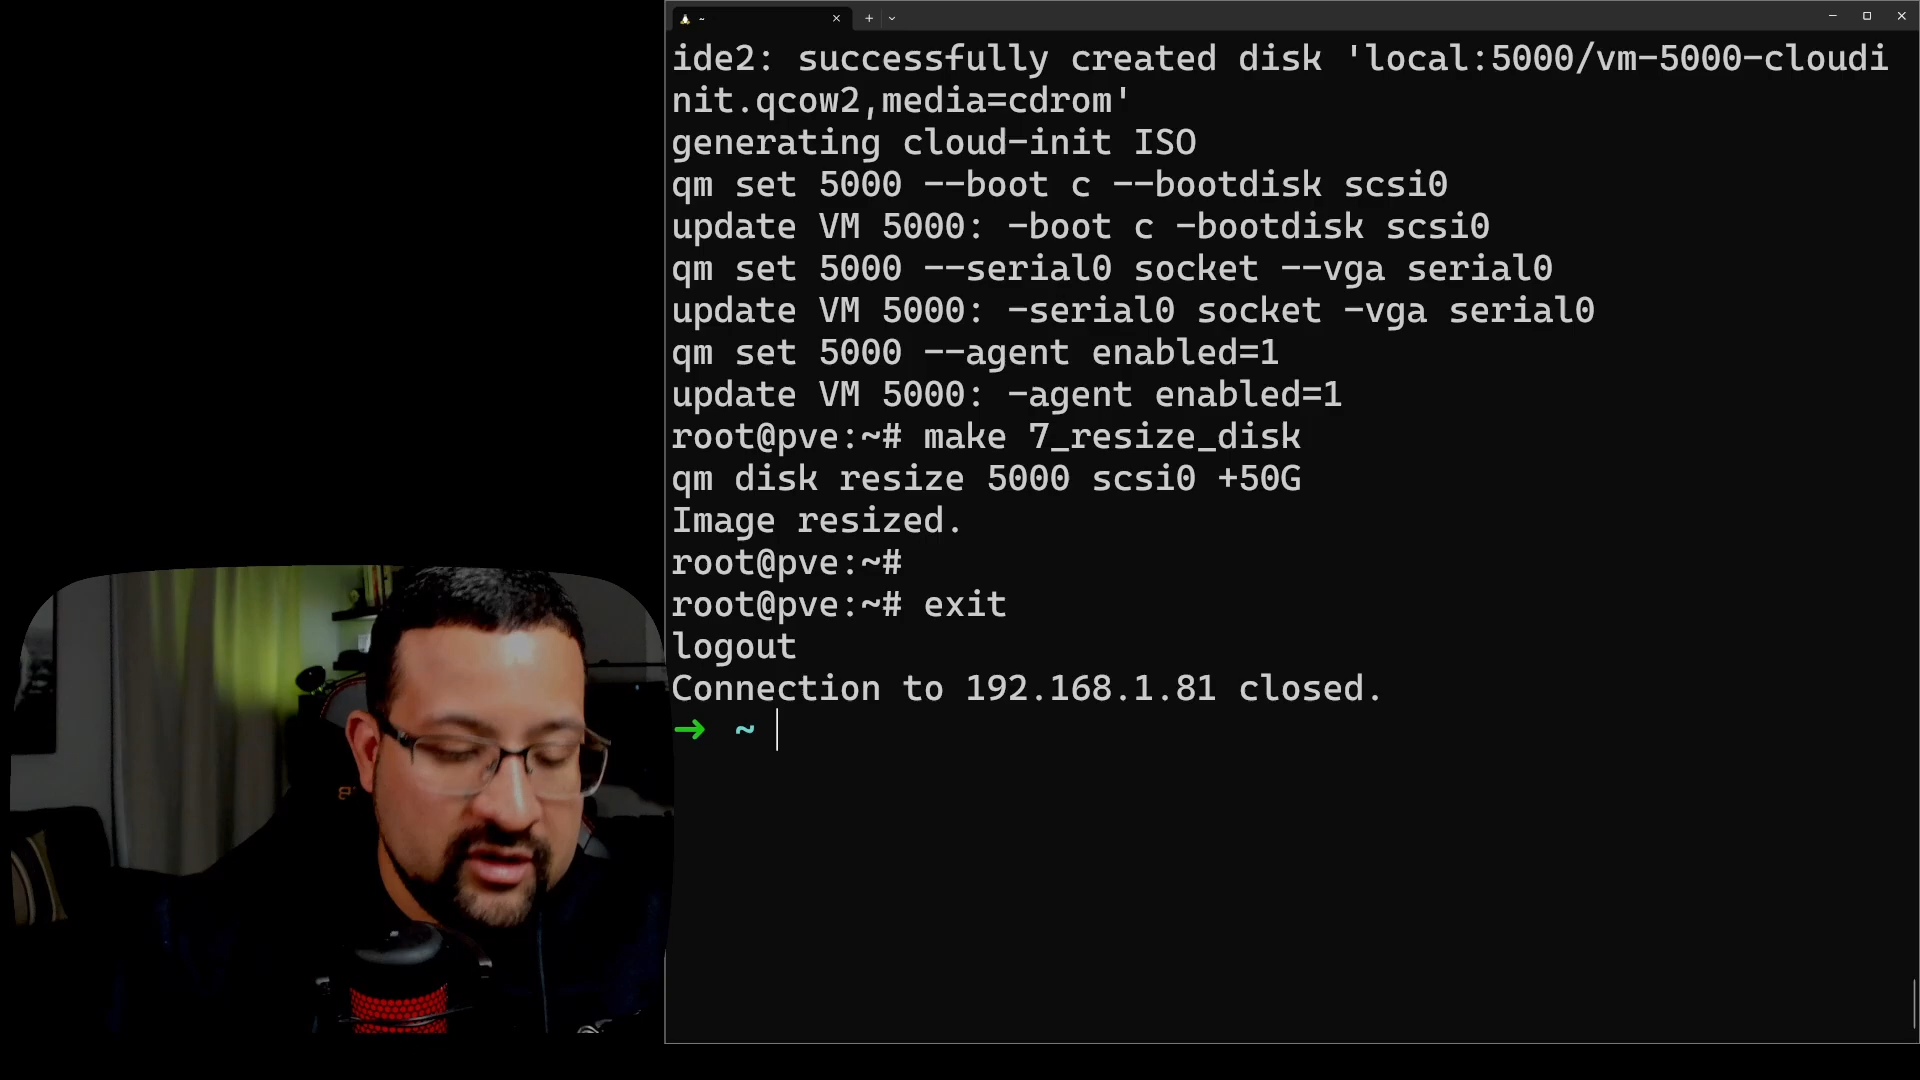 ~
ide2: successfully created disk 'local:5000/vm-5000-cloudi
nit.qcow2,media=cdrom'
generating cloud-init ISO
qm set 5000 --boot c --bootdisk scsi0
update VM 5000: -boot c -bootdisk scsi0
qm set 5000 --serial0 socket --vga serial0
update VM 5000: -serial0 socket -vga serial0
qm set 5000 --agent enabled=1
update VM 5000: -agent enabled=1
root@pve:~# make 7_resize_disk
qm disk resize 5000 scsi0 +50G
Image resized.
root@pve:~#
root@pve:~# exit
logout
Connection to 192.168.1.81 closed.
→ ~